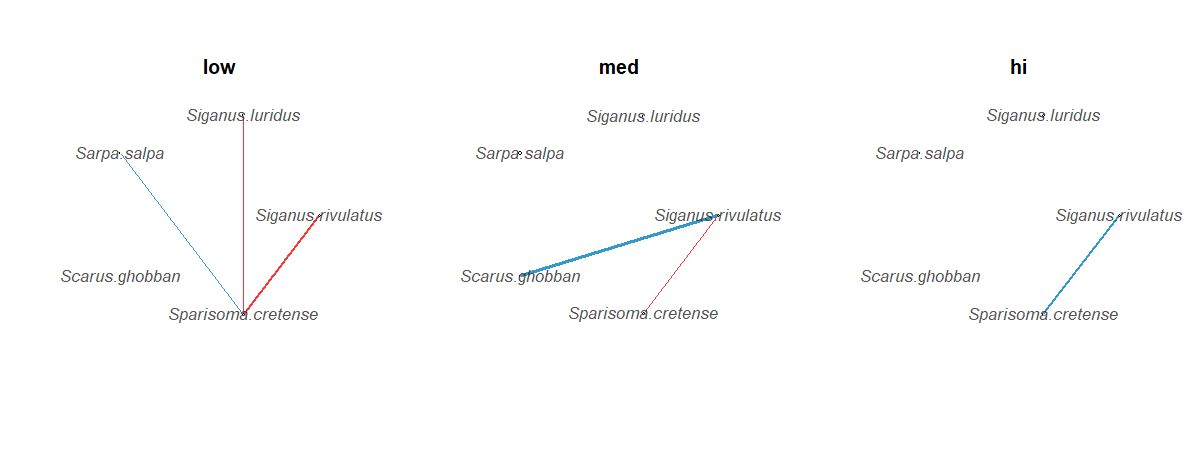 low
Siganus.luridus
Sarpa.salpa
Siganus.rivulatus
Scarus.ghobban
Sparisoma.cretense
med
Siganus.luridus
Sarpa.salpa
Siganus.rivulatus
Scarus.ghobban
Sparisoma.cretense
hi
Siganus.luridus
Sarpa.salpa
Siganus.rivulatus
Scarus.ghobban
Sparisoma.cretense